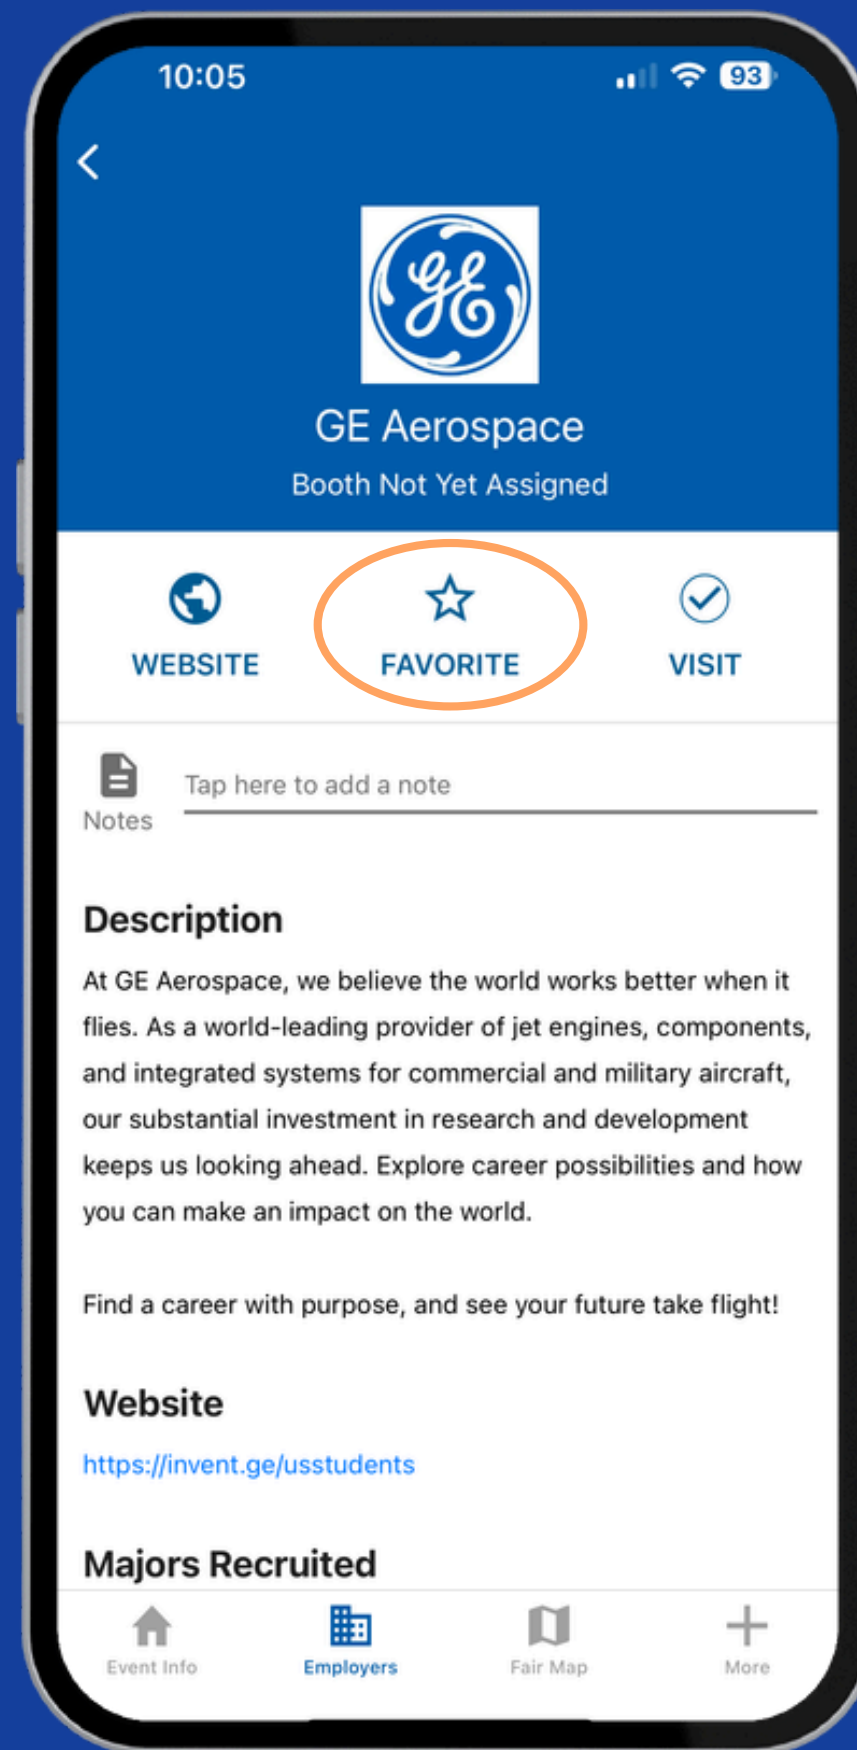 10:05
93
GE
GE Aerospace
Booth Not Yet Assigned
WEBSITE
FAVORITE
VISIT
Notes
Tap here to add a note
Description
At GE Aerospace, we believe the world works better when it
flies. As a world-leading provider of jet engines, components,
and integrated systems for commercial and military aircraft,
our substantial investment in research and development
keeps us looking ahead. Explore career possibilities and how
you can make an impact on the world.
Find a career with purpose, and see your future take flight!
Website
https://invent.ge/usstudents
Majors Recruited
Event Info
Employers
Fair Map
More